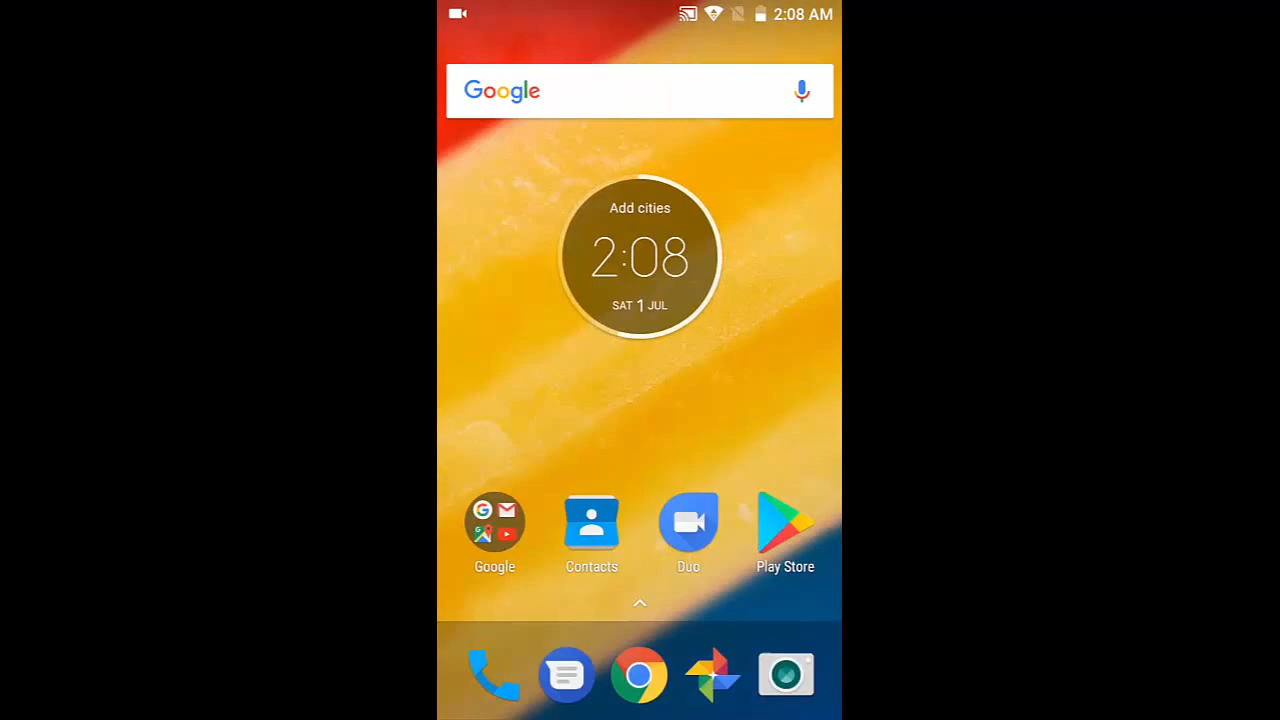 2:08 AM
Google
Add cities
2:08
SAT 1 JUL
Google
Contacts
Duo
Play Store